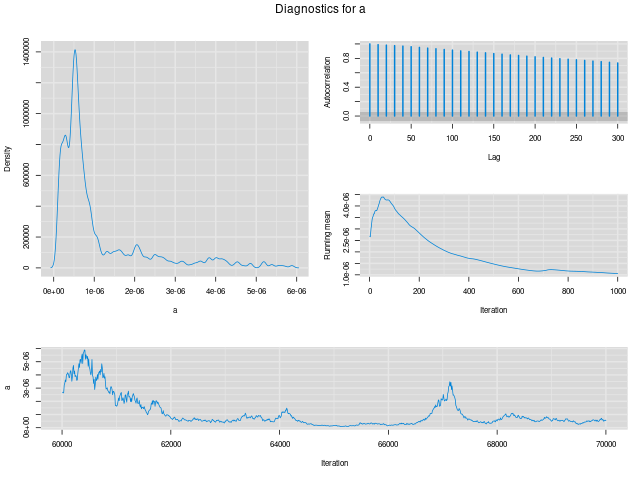 Diagnostics for a
Density
1400000
1000000
600000
200000
0
0e+00 1e-06 2e-06 3e-06 4e-06 5e-06 6e-06
a
Autocorrelation
0.8
0.4
0.0
0 50 100 150 200 250 300
Lag
Running mean
4.0e-06
2.5e-06
1.0e-06
0 200 400 600 800 1000
Iteration
a
5e-06
3e-06
0e+00
60000 62000 64000 66000 68000 70000
Iteration